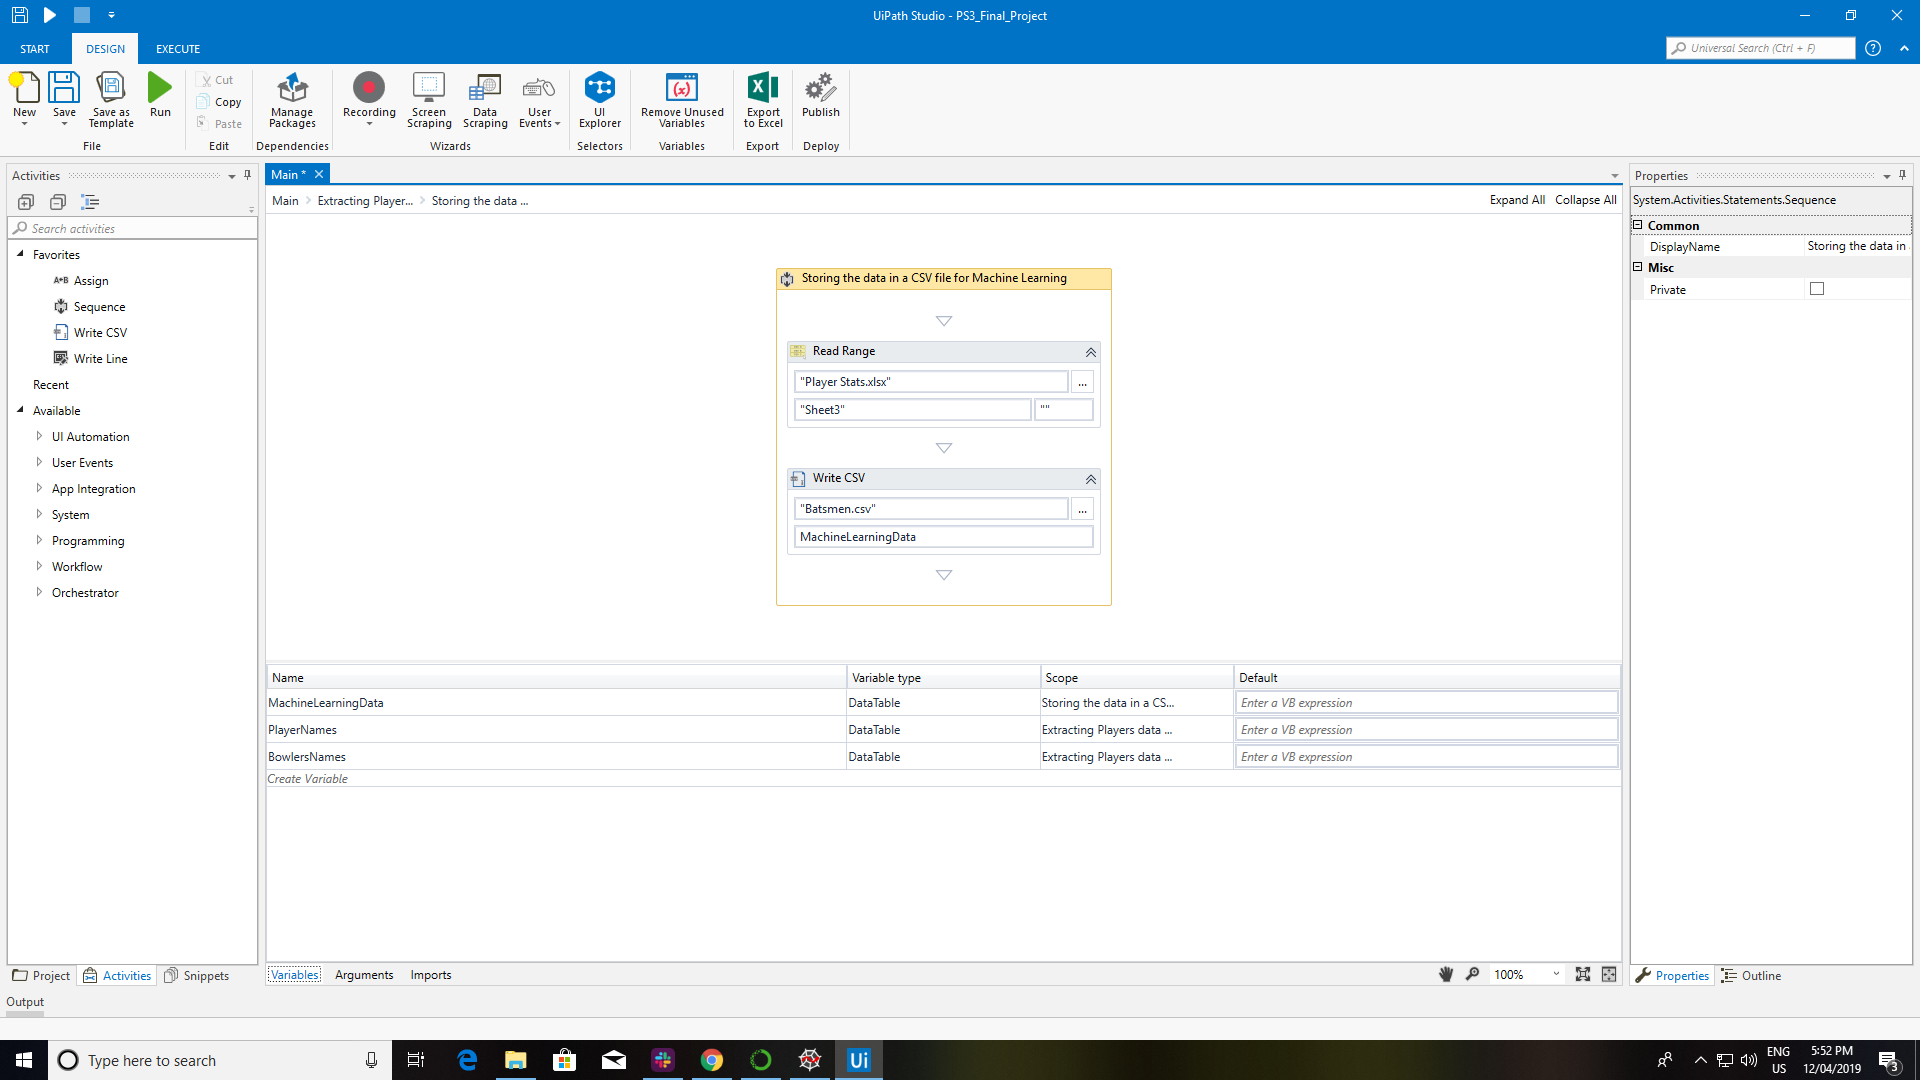 UiPath Studio - PS3_Final_Project
START
DESIGN
EXECUTE
Universal Search (Ctrl + F)
New
Save
Save as Template
Run
Cut
Copy
Paste
Manage Packages
Recording
Screen Scraping
Data Scraping
User Events
UI Explorer
Remove Unused Variables
Export to Excel
Publish
File
Edit
Dependencies
Wizards
Selectors
Variables
Export
Deploy
Activities
Search activities
Favorites
A+B Assign
Sequence
Write CSV
Write Line
Recent
Available
UI Automation
User Events
App Integration
System
Programming
Workflow
Orchestrator
Project
Activities
Snippets
Output
Main *
Main > Extracting Player... > Storing the data ...
Expand All
Collapse All
Storing the data in a CSV file for Machine Learning
Read Range
"Player Stats.xlsx"
...
"Sheet3"
""
Write CSV
"Batsmen.csv"
...
MachineLearningData
Name Variable type Scope Default
MachineLearningData DataTable Storing the data in a CS... Enter a VB expression
PlayerNames DataTable Extracting Players data ... Enter a VB expression
BowlersNames DataTable Extracting Players data ... Enter a VB expression
Create Variable
Variables
Arguments
Imports
100%
Properties
System.Activities.Statements.Sequence
Common
DisplayName Storing the data in
Misc
Private
Properties
Outline
Type here to search
Ui
ENG
US
5:52 PM
12/04/2019
3